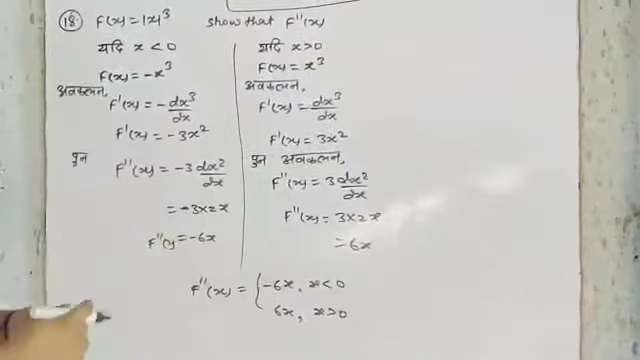 18. F(x) = |x|³ show that F''(x)
यदि x < 0
F(x) = -x³
अवकलन,
F'(x) = - dx³/dx
F'(x) = -3x²
पुन F''(x) = -3 dx²/dx
= -3×2x
F''(x) = -6x
यदि x > 0
F(x) = x³
अवकलन,
F'(x) = dx³/dx
F'(x) = 3x²
पुन अवकलन,
F''(x) = 3 dx²/dx
F''(x) = 3×2x
= 6x
F''(x) = { -6x, x < 0
6x, x > 0